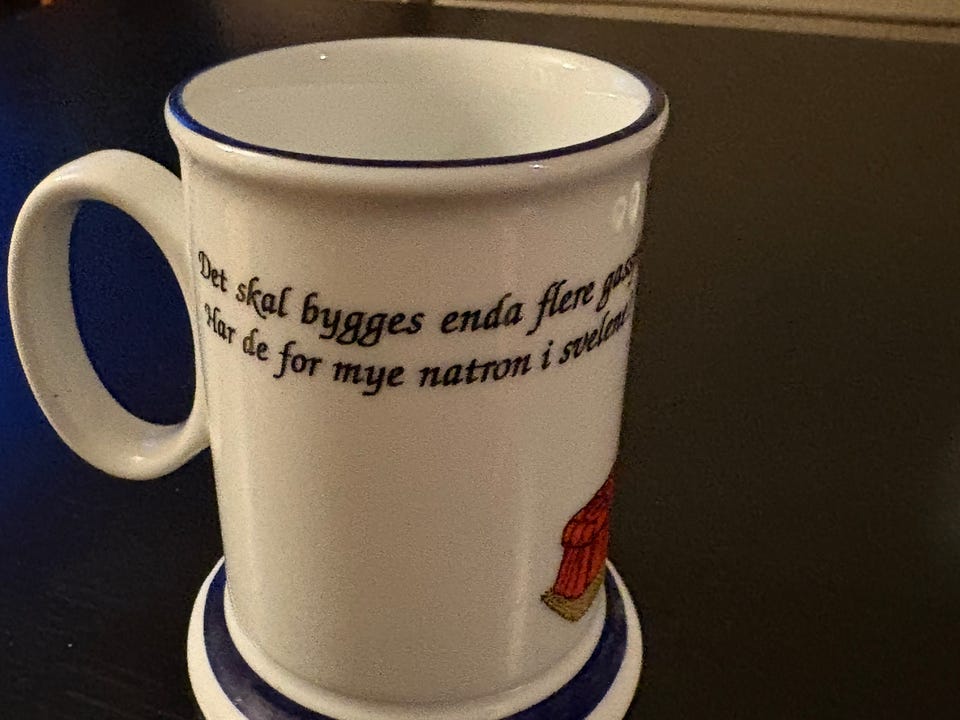 Det skal bygges enda flere
Har de for mye natron i